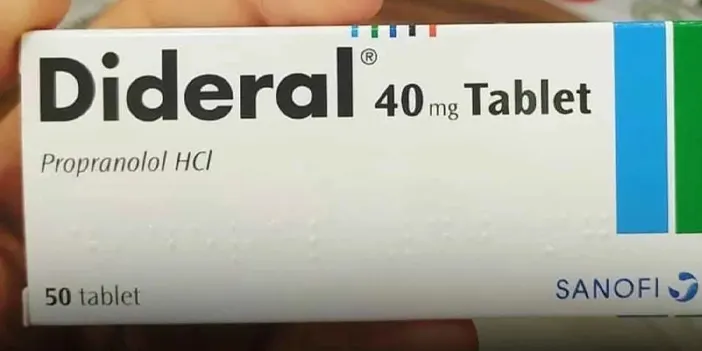 Dideral® 40 mg Tablet
Propranolol HCl
50 tablet
SANOFI